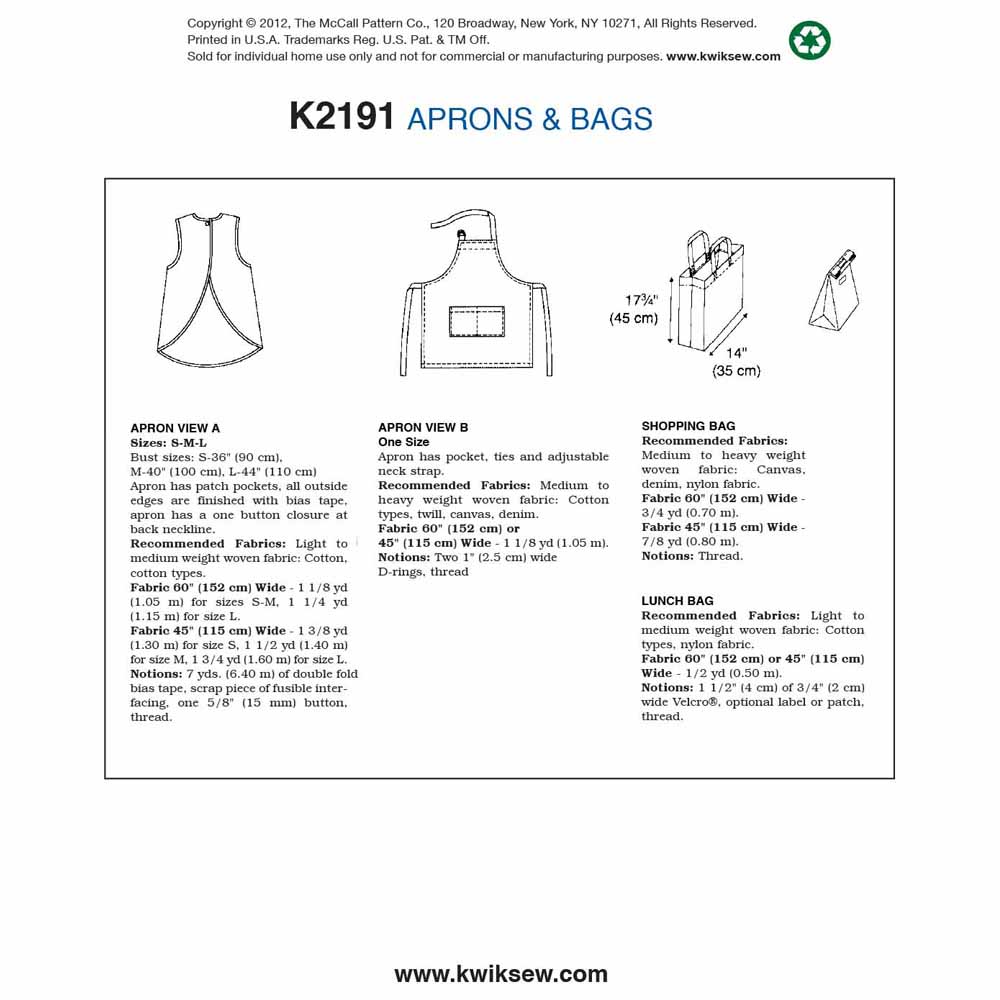 Copyright © 2012, The McCall Pattern Co., 120 Broadway, New York, NY 10271, All Rights Reserved.
Printed in U.S.A. Trademarks Reg. U.S. Pat. & TM Off.
Sold for individual home use only and not for commercial or manufacturing purposes. www.kwiksew.com
K2191 APRONS & BAGS
17¾"
(45 cm)
14"
(35 cm)
APRON VIEW A
Sizes: S-M-L
Bust sizes: S-36" (90 cm),
M-40" (100 cm), L-44" (110 cm)
Apron has patch pockets, all outside
edges are finished with bias tape,
apron has a one button closure at
back neckline.
Recommended Fabrics: Light to
medium weight woven fabric: Cotton,
cotton types.
Fabric 60" (152 cm) Wide - 1 1/8 yd
(1.05 m) for sizes S-M, 1 1/4 yd
(1.15 m) for size L.
Fabric 45" (115 cm) Wide - 1 3/8 yd
(1.30 m) for size S, 1 1/2 yd (1.40 m)
for size M, 1 3/4 yd (1.60 m) for size L.
Notions: 7 yds. (6.40 m) of double fold
bias tape, scrap piece of fusible inter-
facing, one 5/8" (15 mm) button,
thread.
APRON VIEW B
One Size
Apron has pocket, ties and adjustable
neck strap.
Recommended Fabrics: Medium to
heavy weight woven fabric: Cotton
types, twill, canvas, denim.
Fabric 60" (152 cm) or
45" (115 cm) Wide - 1 1/8 yd (1.05 m).
Notions: Two 1" (2.5 cm) wide
D-rings, thread
SHOPPING BAG
Recommended Fabrics:
Medium to heavy weight
woven fabric: Canvas,
denim, nylon fabric.
Fabric 60" (152 cm) Wide -
3/4 yd (0.70 m).
Fabric 45" (115 cm) Wide -
7/8 yd (0.80 m).
Notions: Thread.
LUNCH BAG
Recommended Fabrics: Light to
medium weight woven fabric: Cotton
types, nylon fabric.
Fabric 60" (152 cm) or 45" (115 cm)
Wide - 1/2 yd (0.50 m).
Notions: 1 1/2" (4 cm) of 3/4" (2 cm)
wide Velcro®, optional label or patch,
thread.
www.kwiksew.com